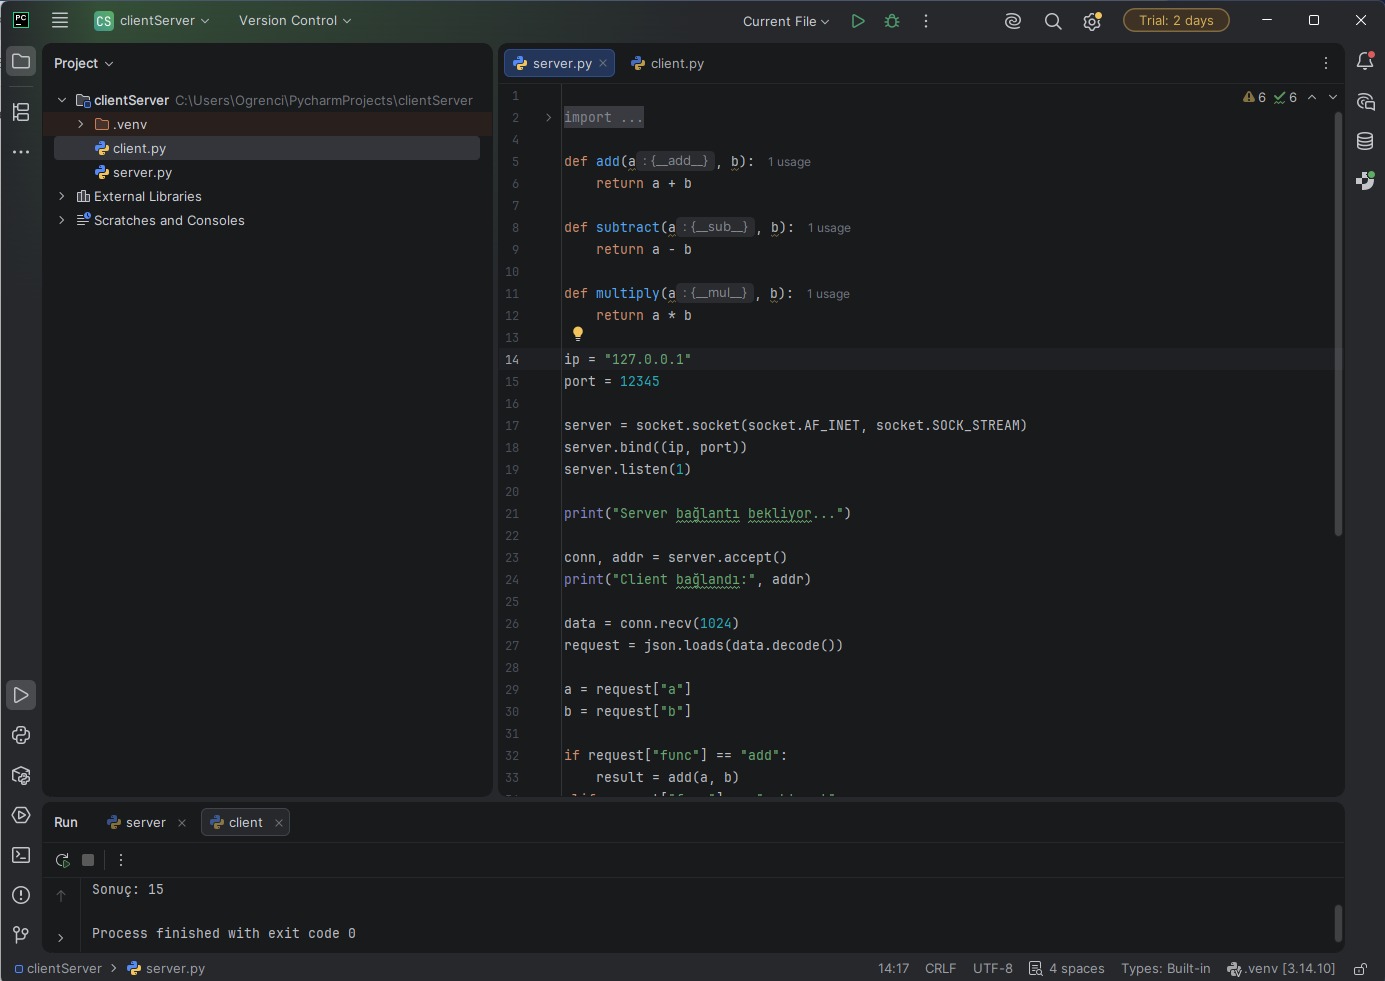 PC CS clientServer Version Control Current File Trial: 2 days
Project
clientServer C:\Users\Ogrenci\PycharmProjects\clientServer
.venv
client.py
server.py
External Libraries
Scratches and Consoles
server.py client.py
6 6
1
2 import ...
4
5 def add(a :{__add__} , b): 1 usage
6 return a + b
7
8 def subtract(a :{__sub__} , b): 1 usage
9 return a - b
10
11 def multiply(a :{__mul__} , b): 1 usage
12 return a * b
13
14 ip = "127.0.0.1"
15 port = 12345
16
17 server = socket.socket(socket.AF_INET, socket.SOCK_STREAM)
18 server.bind((ip, port))
19 server.listen(1)
20
21 print("Server bağlantı bekliyor...")
22
23 conn, addr = server.accept()
24 print("Client bağlandı:", addr)
25
26 data = conn.recv(1024)
27 request = json.loads(data.decode())
28
29 a = request["a"]
30 b = request["b"]
31
32 if request["func"] == "add":
33 result = add(a, b)
Run server client
Sonuç: 15
Process finished with exit code 0
clientServer server.py 14:17 CRLF UTF-8 4 spaces Types: Built-in .venv [3.14.10]